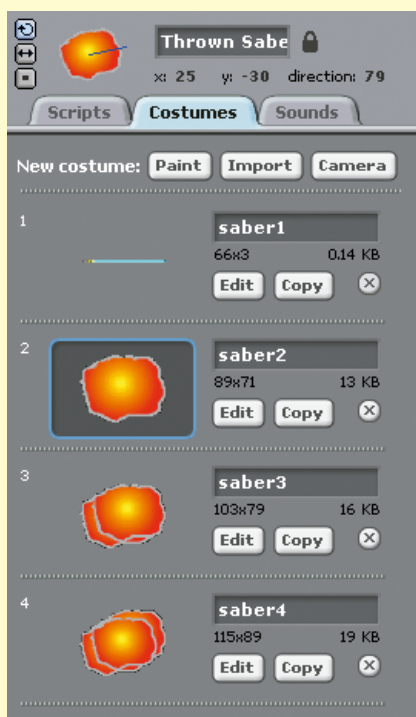 Thrown Sabe
x: 25 y: -30 direction: 79
Scripts Costumes Sounds
New costume: Paint Import Camera
1
saber1
66x3 0.14 KB
Edit Copy
2
saber2
89x71 13 KB
Edit Copy
3
saber3
103x79 16 KB
Edit Copy
4
saber4
115x89 19 KB
Edit Copy